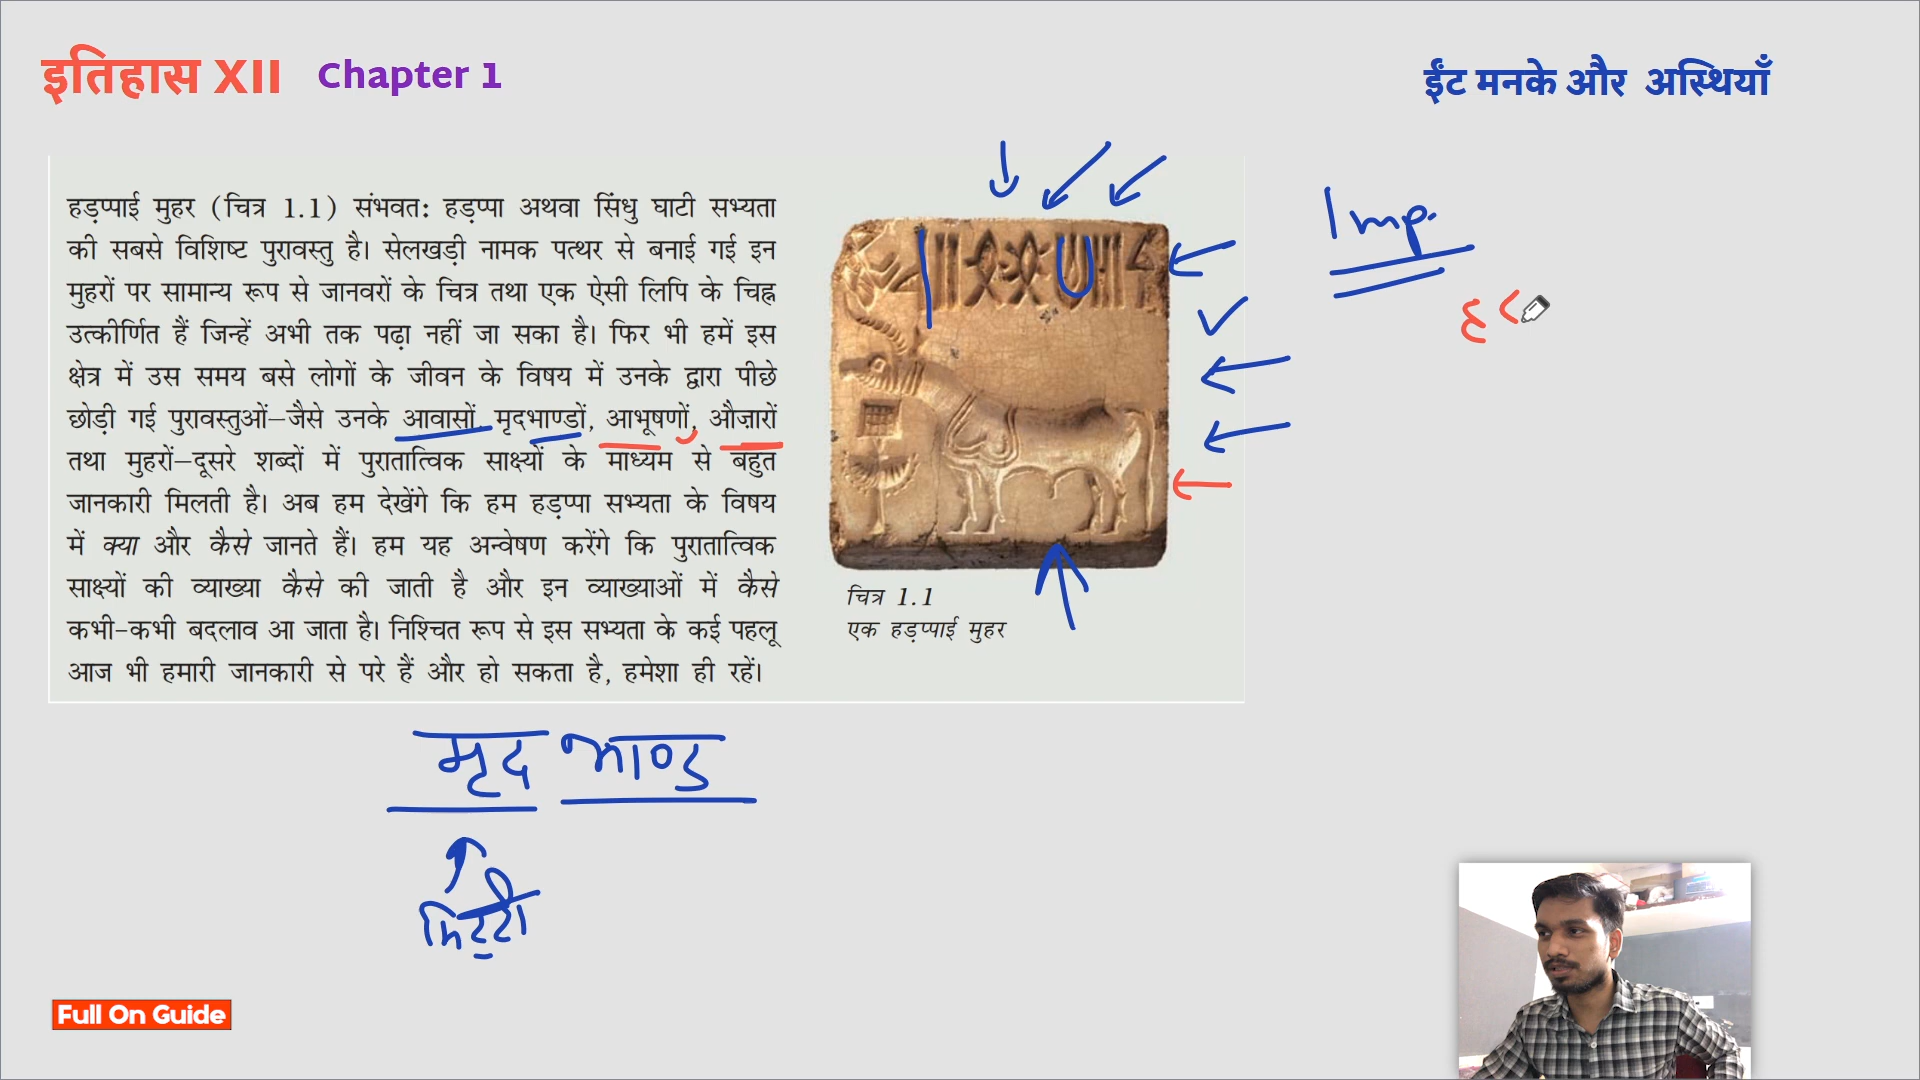 इतिहास XII Chapter 1
ईंट मनके और अस्थियाँ
हड़प्पाई मुहर (चित्र 1.1) संभवत: हड़प्पा अथवा सिंधु घाटी सभ्यता
की सबसे विशिष्ट पुरावस्तु है। सेलखड़ी नामक पत्थर से बनाई गई इन
मुहरों पर सामान्य रूप से जानवरों के चित्र तथा एक ऐसी लिपि के चिह्न
उत्कीर्णित हैं जिन्हें अभी तक पढ़ा नहीं जा सका है। फिर भी हमें इस
क्षेत्र में उस समय बसे लोगों के जीवन के विषय में उनके द्वारा पीछे
छोड़ी गई पुरावस्तुओं–जैसे उनके आवासों, मृदभाण्डों, आभूषणों, औज़ारों
तथा मुहरों–दूसरे शब्दों में पुरातात्विक साक्ष्यों के माध्यम से बहुत
जानकारी मिलती है। अब हम देखेंगे कि हम हड़प्पा सभ्यता के विषय
में क्या और कैसे जानते हैं। हम यह अन्वेषण करेंगे कि पुरातात्विक
साक्ष्यों की व्याख्या कैसे की जाती है और इन व्याख्याओं में कैसे
कभी-कभी बदलाव आ जाता है। निश्चित रूप से इस सभ्यता के कई पहलू
आज भी हमारी जानकारी से परे हैं और हो सकता है, हमेशा ही रहें।
चित्र 1.1
एक हड़प्पाई मुहर
Imp.
मृद भाण्ड
मिट्टी
Full On Guide